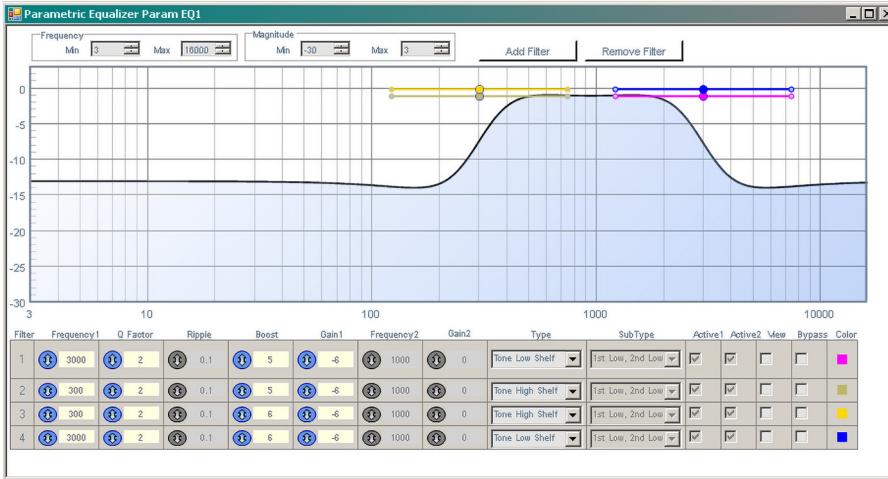 Parametric Equalizer Param EQ1
Frequency
Min 3 Max 16000
Magnitude
Min -30 Max 3
Add Filter Remove Filter
0
-5
-10
-15
-20
-25
-30
3 10 100 1000 10000
Filter Frequency1 Q Factor Ripple Boost Gain1 Frequency2 Gain2 Type SubType Active1 Active2 View Bypass Color
1 3000 2 0.1 5 -6 1000 0 Tone Low Shelf 1st Low, 2nd Low
2 300 2 0.1 5 -6 1000 0 Tone High Shelf 1st Low, 2nd Low
3 300 2 0.1 6 -6 1000 0 Tone High Shelf 1st Low, 2nd Low
4 3000 2 0.1 6 -6 1000 0 Tone Low Shelf 1st Low, 2nd Low